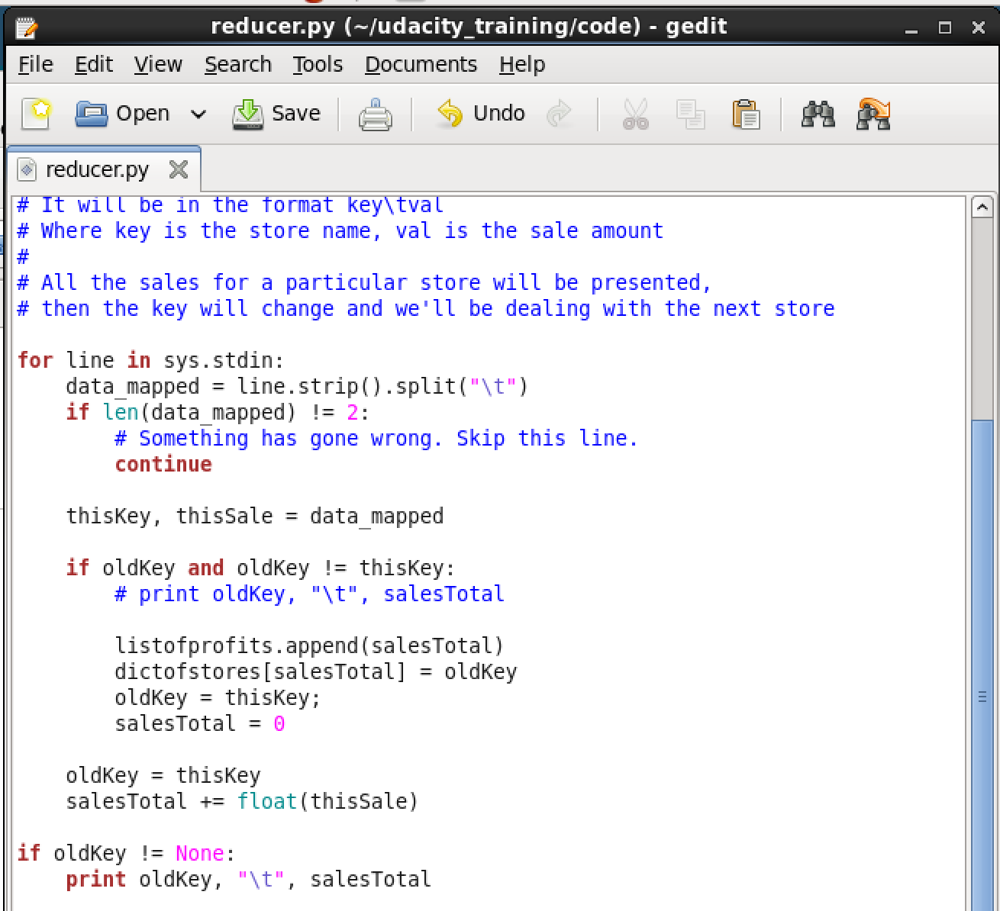 reducer.py (~/udacity_training/code) - gedit
File Edit View Search Tools Documents Help
Open Save Undo
reducer.py
# It will be in the format key\tval
# Where key is the store name, val is the sale amount
#
# All the sales for a particular store will be presented,
# then the key will change and we'll be dealing with the next store
for line in sys.stdin:
    data_mapped = line.strip().split("\t")
    if len(data_mapped) != 2:
        # Something has gone wrong. Skip this line.
        continue
    thisKey, thisSale = data_mapped
    if oldKey and oldKey != thisKey:
        # print oldKey, "\t", salesTotal
        listofprofits.append(salesTotal)
        dictofstores[salesTotal] = oldKey
        oldKey = thisKey;
        salesTotal = 0
    oldKey = thisKey
    salesTotal += float(thisSale)
if oldKey != None:
    print oldKey, "\t", salesTotal